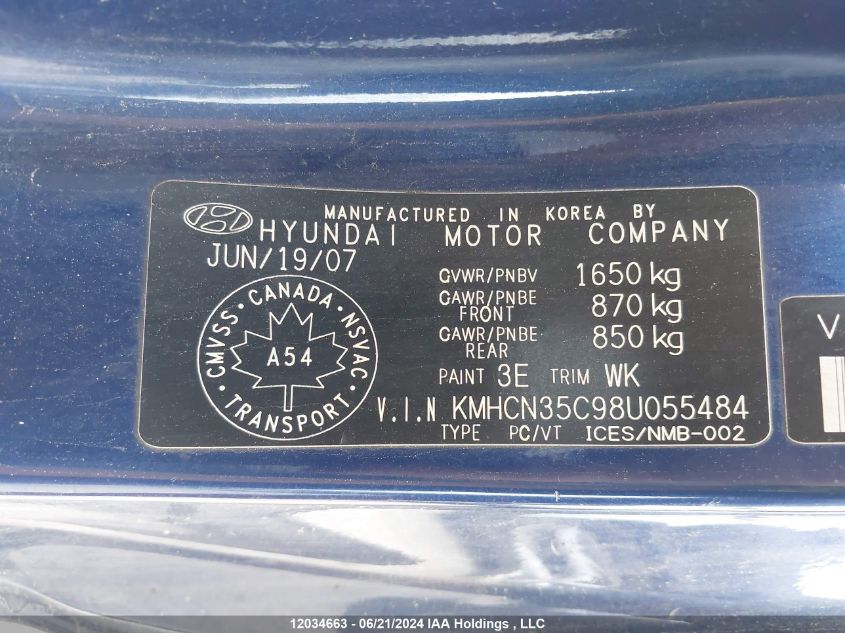 MANUFACTURED IN KOREA BY
HYUNDAI MOTOR COMPANY
JUN/19/07
GVWR/PNBV 1650 kg
GAWR/PNBE FRONT 870 kg
GAWR/PNBE REAR 850 kg
PAINT 3E TRIM WK
V.I.N KMHCN35C98U055484
TYPE PC/VT ICES/NMB-002
CMVSS · CANADA · NSVAC
A54
· TRANSPORT ·
V
12034663 - 06/21/2024 IAA Holdings , LLC